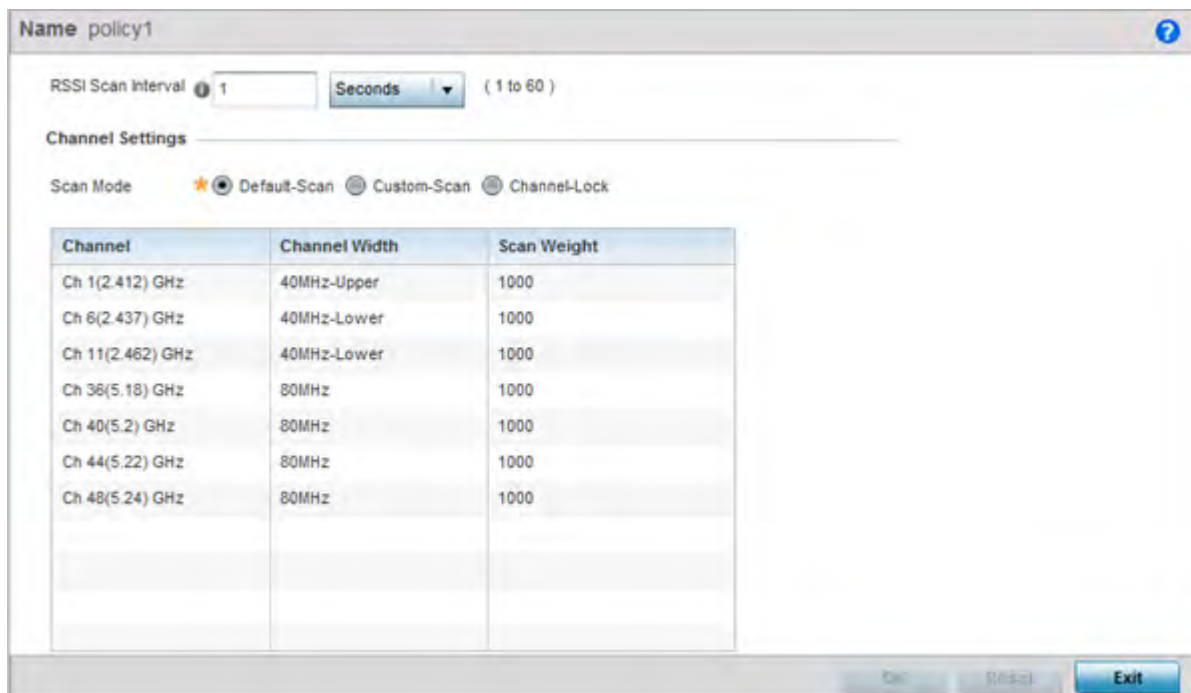 Name policy1
?
RSSI Scan Interval 1 Seconds ( 1 to 60 )
Channel Settings
Scan Mode * Default-Scan Custom-Scan Channel-Lock
Channel Channel Width Scan Weight
Ch 1(2.412) GHz 40MHz-Upper 1000
Ch 6(2.437) GHz 40MHz-Lower 1000
Ch 11(2.462) GHz 40MHz-Lower 1000
Ch 36(5.18) GHz 80MHz 1000
Ch 40(5.2) GHz 80MHz 1000
Ch 44(5.22) GHz 80MHz 1000
Ch 48(5.24) GHz 80MHz 1000
Reset Exit